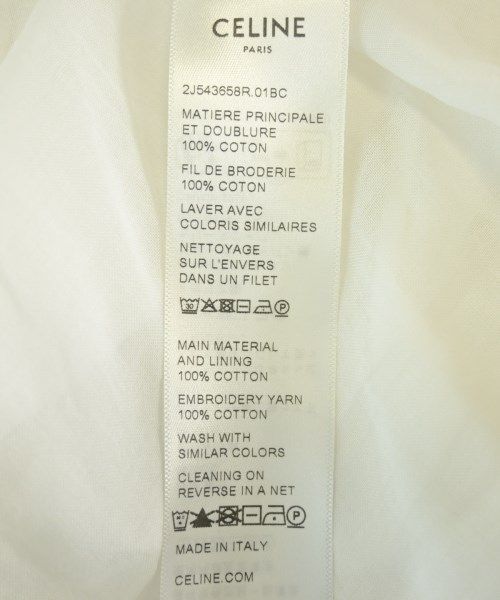 CELINE
PARIS
2J543658R.01BC
MATIERE PRINCIPALE
ET DOUBLURE
100% COTON
FIL DE BRODERIE
100% COTON
LAVER AVEC
COLORIS SIMILAIRES
NETTOYAGE
SUR L'ENVERS
DANS UN FILET
30 P
MAIN MATERIAL
AND LINING
100% COTTON
EMBROIDERY YARN
100% COTTON
WASH WITH
SIMILAR COLORS
CLEANING ON
REVERSE IN A NET
P
MADE IN ITALY
CELINE.COM